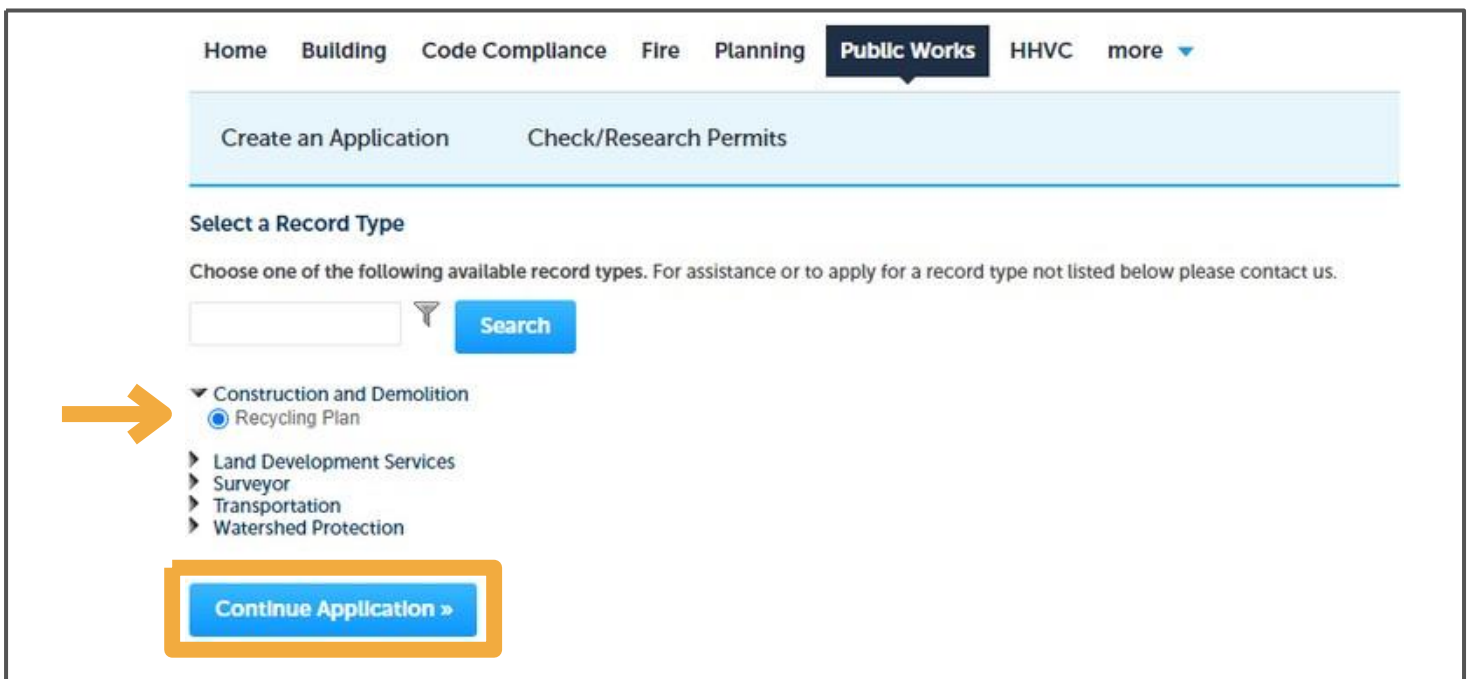 Home Building Code Compliance Fire Planning Public Works HHVC more
Create an Application Check/Research Permits
Select a Record Type
Choose one of the following available record types. For assistance or to apply for a record type not listed below please contact us.
Search
Construction and Demolition
Recycling Plan
Land Development Services
Surveyor
Transportation
Watershed Protection
Continue Application »